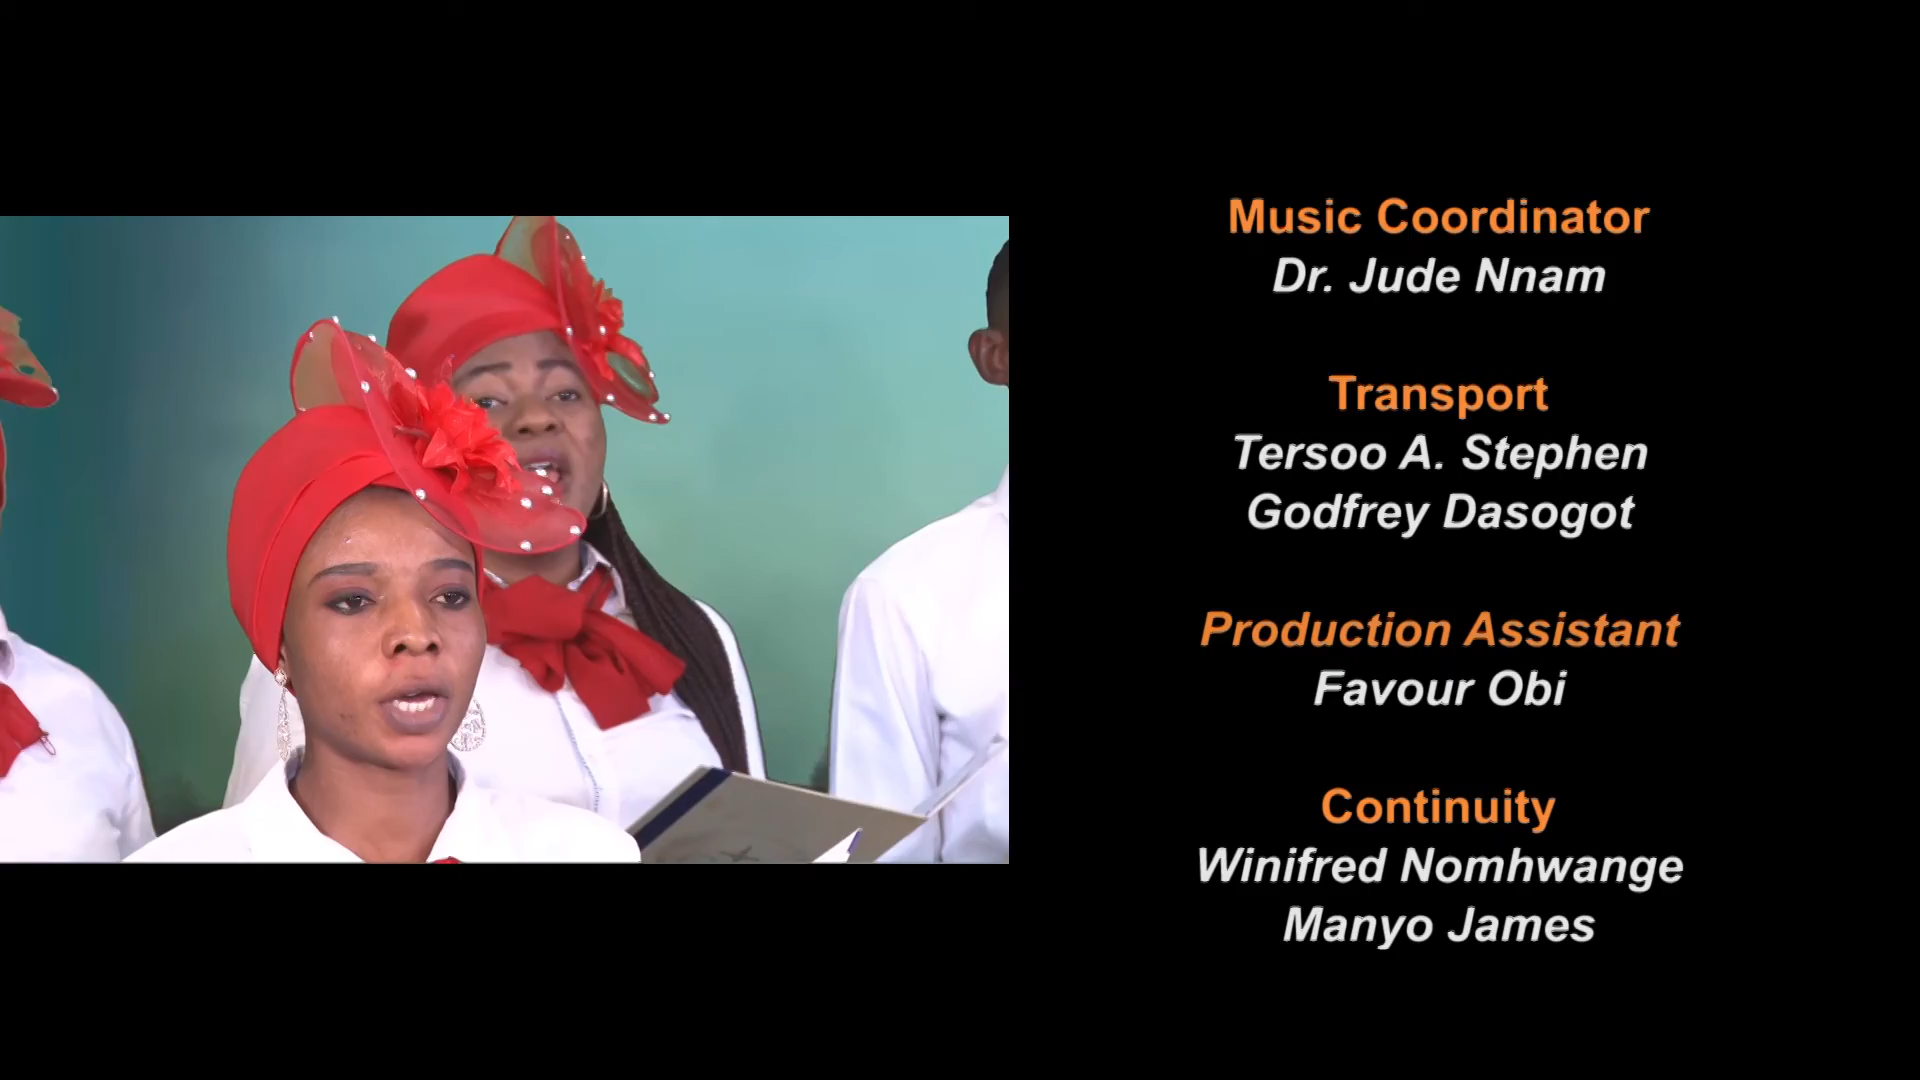 Music Coordinator
Dr. Jude Nnam
Transport
Tersoo A. Stephen
Godfrey Dasogot
Production Assistant
Favour Obi
Continuity
Winifred Nomhwange
Manyo James